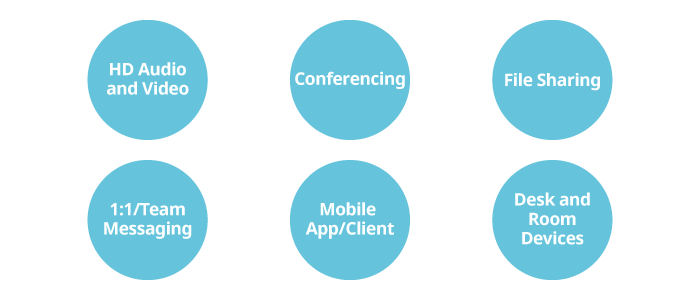 HD Audio
and Video
Conferencing
File Sharing
1:1/Team
Messaging
Mobile
App/Client
Desk and
Room
Devices